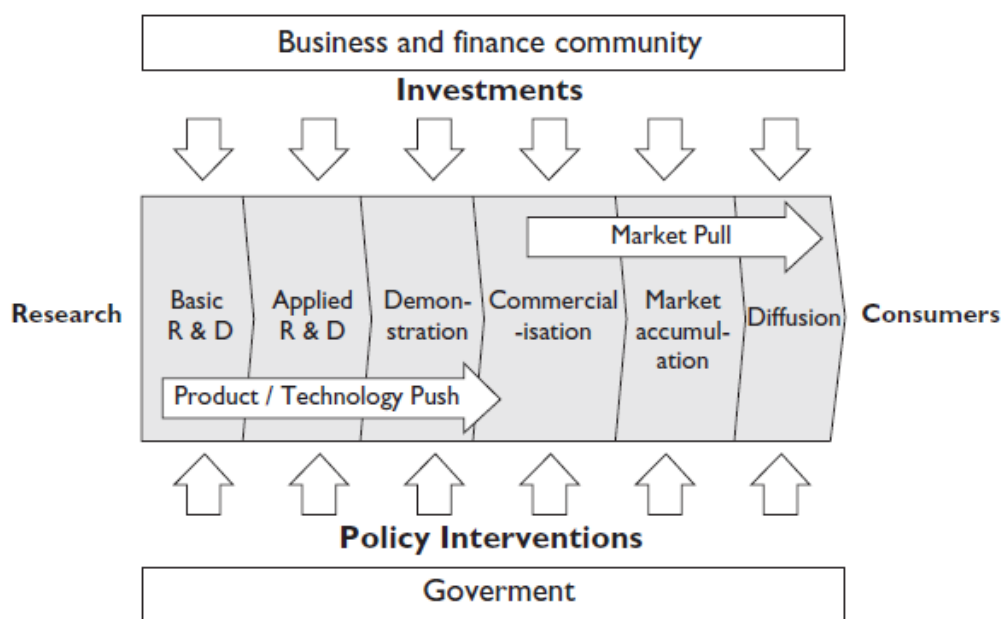 Business and finance community
Investments
Market Pull
Research
Basic
R & D
Applied
R & D
Demon-
stration
Commercial
-isation
Market
accumul-
ation
Diffusion
Consumers
Product / Technology Push
Policy Interventions
Goverment